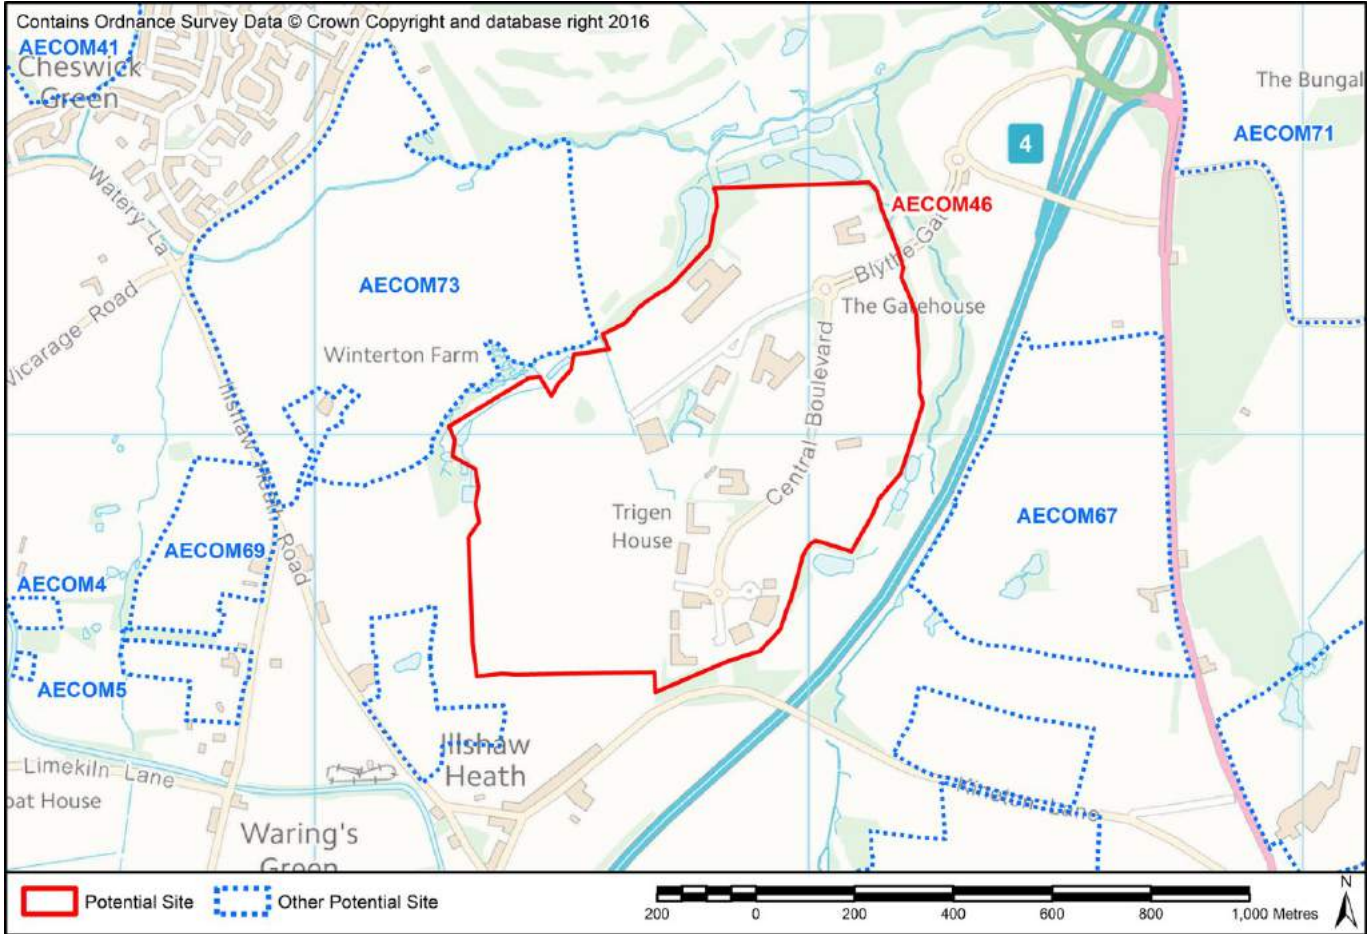 Contains Ordnance Survey Data © Crown Copyright and database right 2016
AECOM41
Cheswick
Green
The Bungal
4
AECOM71
Watery La
AECOM46
Blythe Ga
AECOM73
The Gatehouse
Vicarage Road
Winterton Farm
Central Boulevard
Illshaw Heath Road
Trigen
House
AECOM67
AECOM69
AECOM4
AECOM5
Illshaw
Heath
Limekiln Lane
oat House
Waring's
Green
Kineton Lane
Potential Site
Other Potential Site
200 0 200 400 600 800 1,000 Metres
N